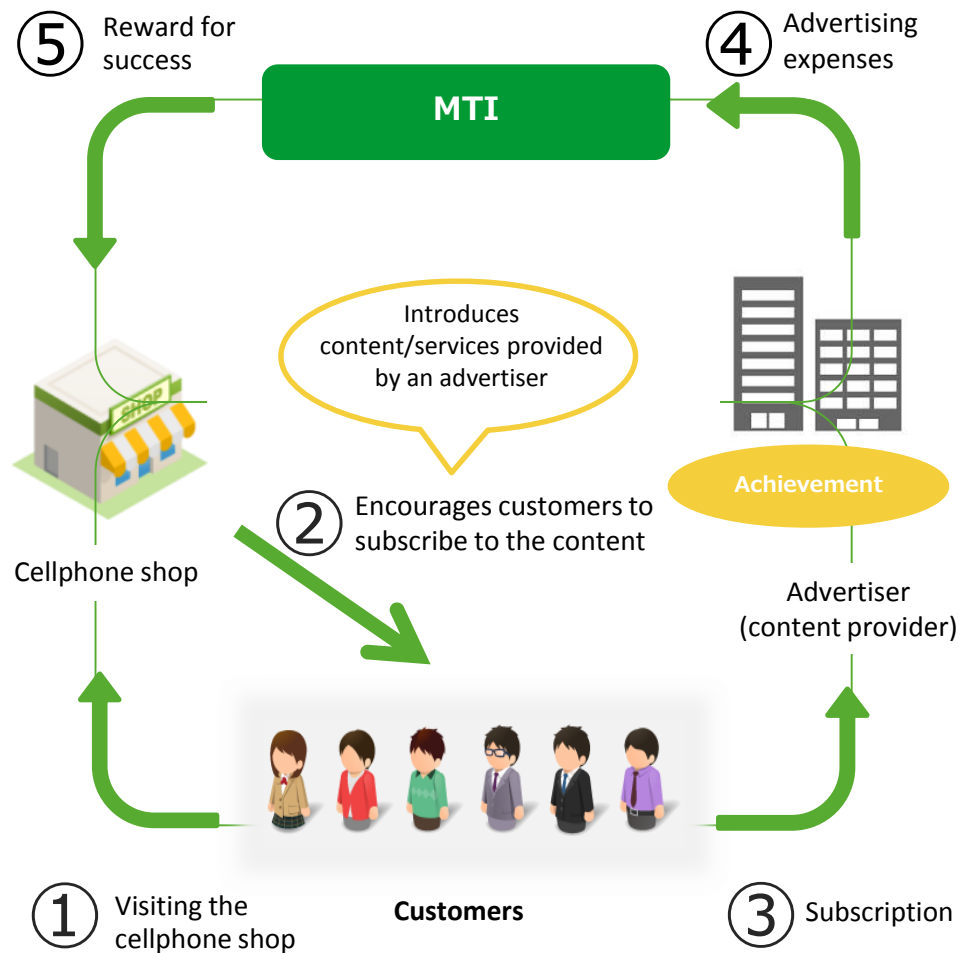 ⑤ Reward for
success
④ Advertising
expenses
MTI
Introduces
content/services provided
by an advertiser
SHOP
Achievement
② Encourages customers to
subscribe to the content
Cellphone shop
Advertiser
(content provider)
① Visiting the
cellphone shop
Customers
③ Subscription